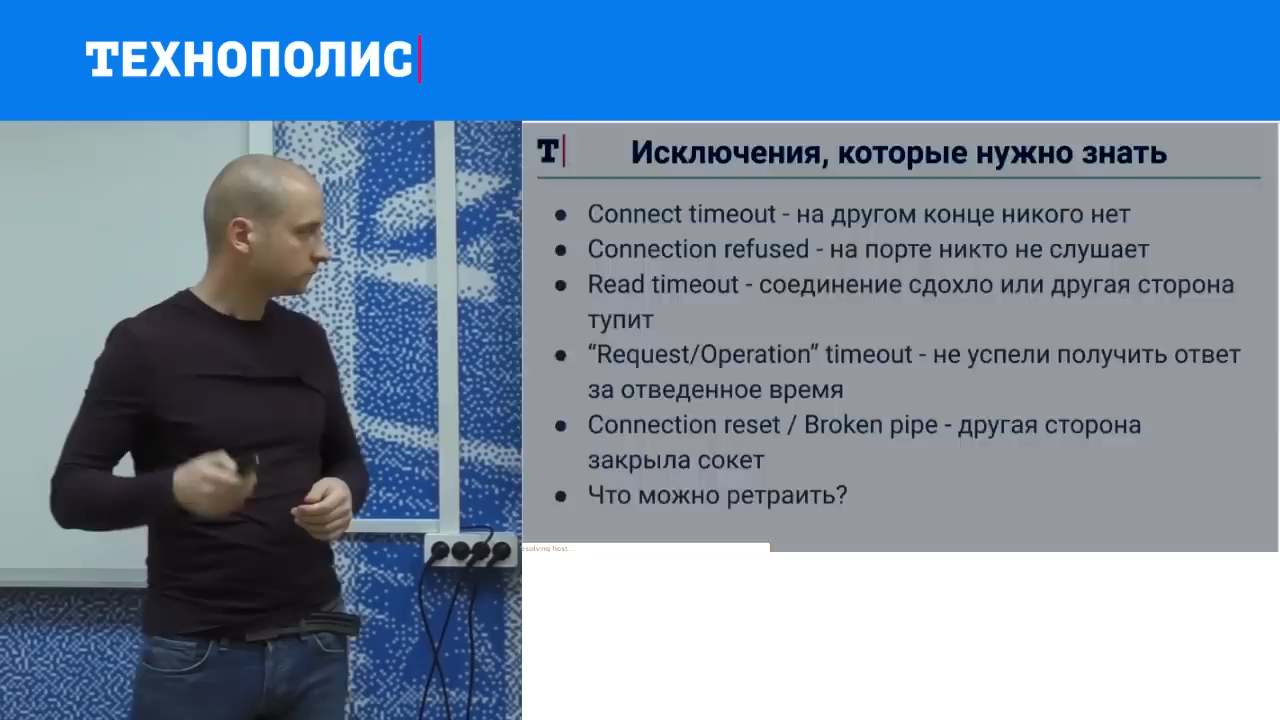 ТЕХНОПОЛИС
T
Исключения, которые нужно знать
● Connect timeout - на другом конце никого нет
● Connection refused - на порте никто не слушает
● Read timeout - соединение сдохло или другая сторона
тупит
● “Request/Operation” timeout - не успели получить ответ
за отведенное время
● Connection reset / Broken pipe - другая сторона
закрыла сокет
● Что можно ретраить?
esolving host...